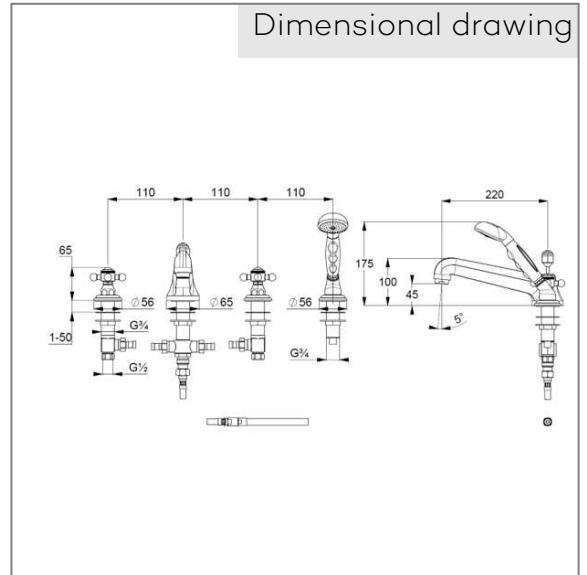 Dimensional drawing
110 110 110 220
65 175 100 45
Ø 56 Ø 65 Ø 56
1-50 5°
G¾ G¾
G½